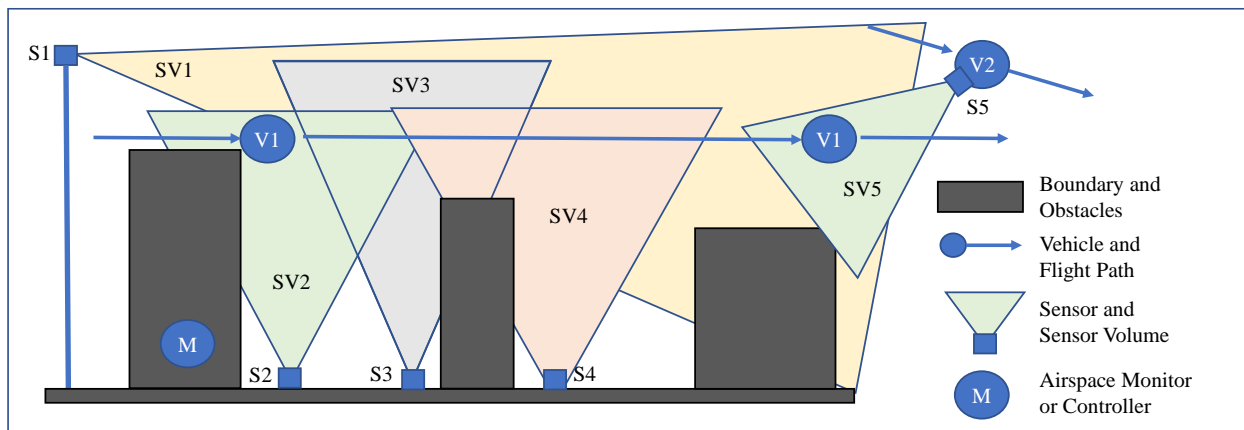 S1
SV1
SV3
V2
S5
V1
V1
SV5
SV4
SV2
M
S2
S3
S4
Boundary and
Obstacles
Vehicle and
Flight Path
Sensor and
Sensor Volume
M
Airspace Monitor
or Controller